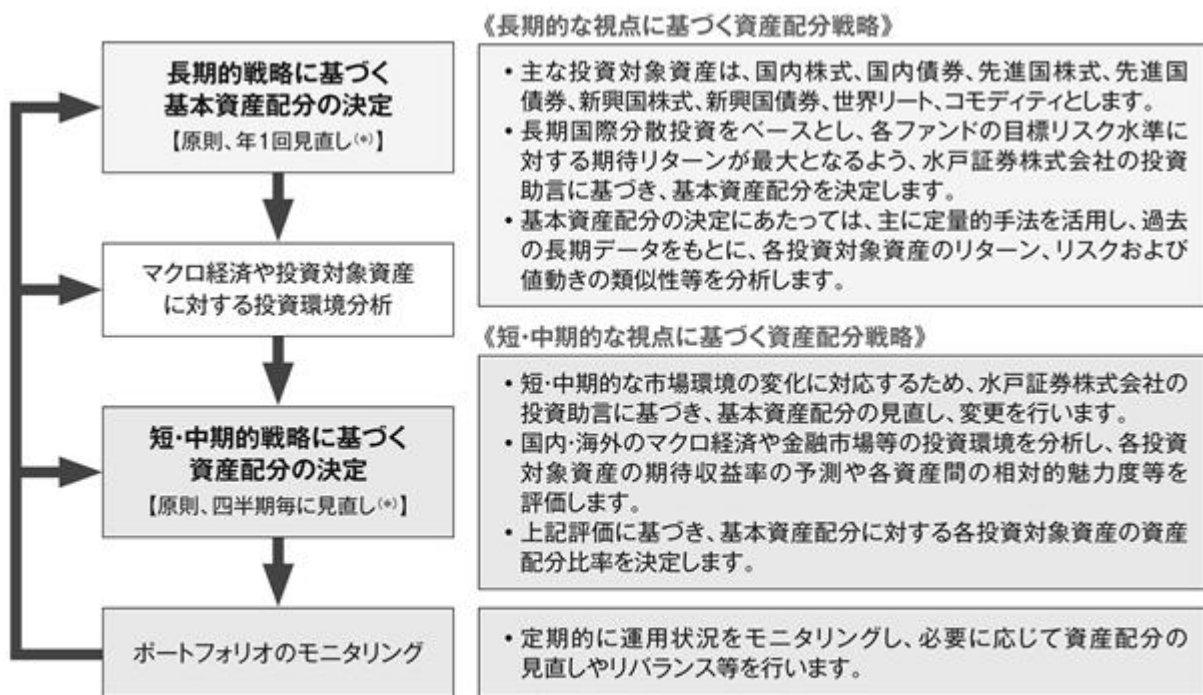 長期的戦略に基づく
基本資産配分の決定
【原則、年1回見直し(*)】
マクロ経済や投資対象資産
に対する投資環境分析
短・中期的戦略に基づく
資産配分の決定
【原則、四半期毎に見直し(*)】
ポートフォリオのモニタリング
《長期的な視点に基づく資産配分戦略》
• 主な投資対象資産は、国内株式、国内債券、先進国株式、先進国
債券、新興国株式、新興国債券、世界リート、コモディティとします。
• 長期国際分散投資をベースとし、各ファンドの目標リスク水準に
対する期待リターンが最大となるよう、水戸証券株式会社の投資
助言に基づき、基本資産配分を決定します。
• 基本資産配分の決定にあたっては、主に定量的手法を活用し、過去
の長期データをもとに、各投資対象資産のリターン、リスクおよび
値動きの類似性等を分析します。
《短・中期的な視点に基づく資産配分戦略》
• 短・中期的な市場環境の変化に対応するため、水戸証券株式会社の
投資助言に基づき、基本資産配分の見直し、変更を行います。
• 国内・海外のマクロ経済や金融市場等の投資環境を分析し、各投資
対象資産の期待収益率の予測や各資産間の相対的魅力度等を
評価します。
• 上記評価に基づき、基本資産配分に対する各投資対象資産の資産
配分比率を決定します。
• 定期的に運用状況をモニタリングし、必要に応じて資産配分の
見直しやリバランス等を行います。